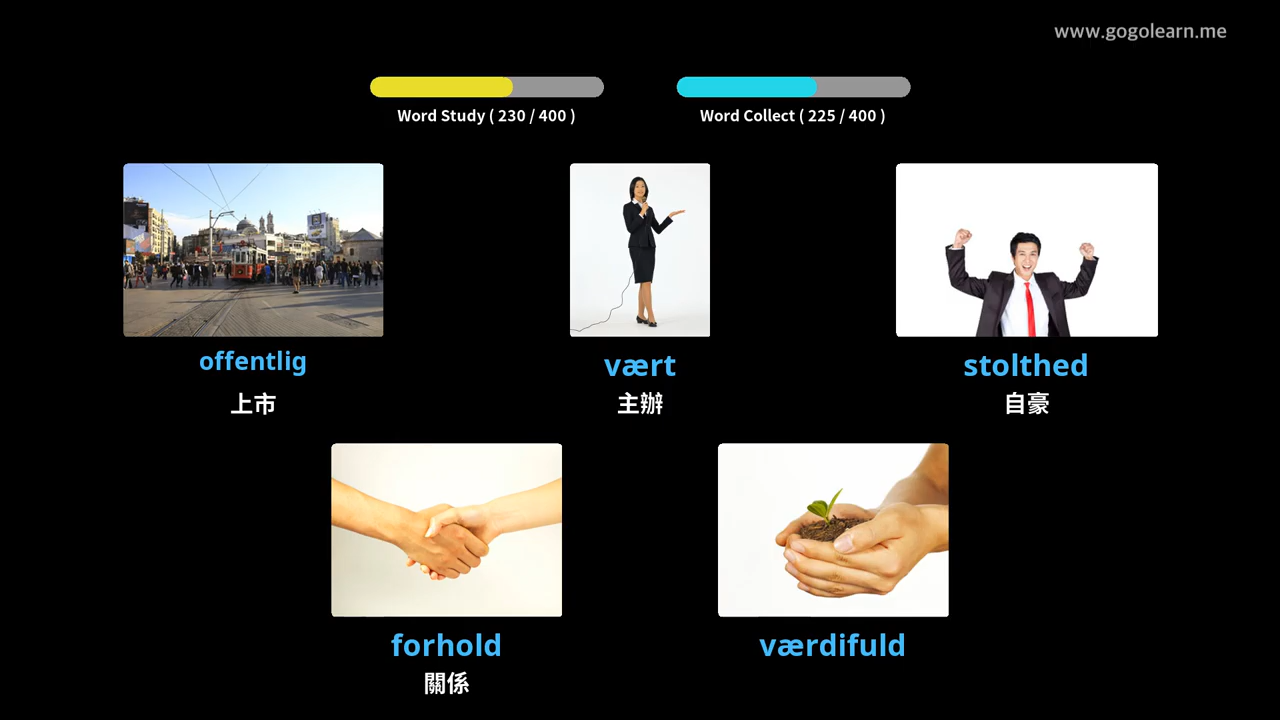 www.gogolearn.me
Word Study ( 230 / 400 )
Word Collect ( 225 / 400 )
offentlig
上市
vært
主辦
stolthed
自豪
forhold
關係
værdifuld